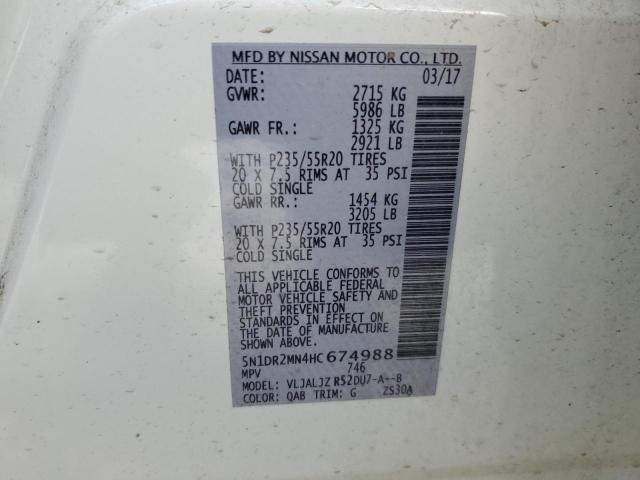 MFD BY NISSAN MOTOR CO., LTD.
DATE: 03/17
GVWR: 2715 KG
5986 LB
GAWR FR.: 1325 KG
2921 LB
WITH P235/55R20 TIRES
20 X 7.5 RIMS AT 35 PSI
COLD SINGLE
GAWR RR.: 1454 KG
3205 LB
WITH P235/55R20 TIRES
20 X 7.5 RIMS AT 35 PSI
COLD SINGLE
THIS VEHICLE CONFORMS TO
ALL APPLICABLE FEDERAL
MOTOR VEHICLE SAFETY AND
THEFT PREVENTION
STANDARDS IN EFFECT ON
THE DATE OF MANUFACTURE
SHOWN ABOVE.
5N1DR2MN4HC674988
MPV 746
MODEL: VLJALJZ R52DU7-A--B
COLOR: QAB TRIM: G ZS30A